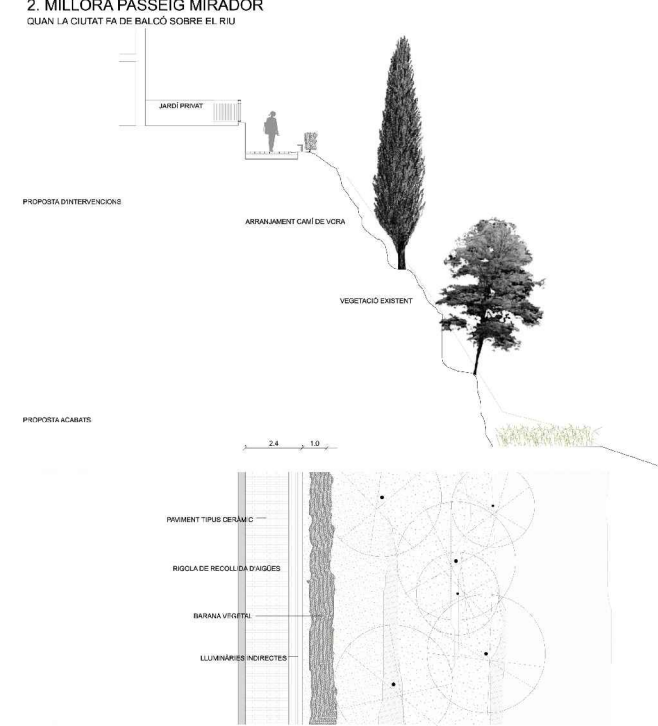 2. MILLORA PASSEIG MIRADOR
QUAN LA CIUTAT FA DE BALCÓ SOBRE EL RIU
JARDÍ PRIVAT
PROPOSTA D'INTERVENCIONS
ARRANJAMENT CAMÍ DE VORA
VEGETACIÓ EXISTENT
PROPOSTA ACABATS
2.4 1.0
PAVIMENT TIPUS CERÀMIC
RIGOLA DE RECOLLIDA D'AIGÜES
BARANA VEGETAL
LLUMINÀRIES INDIRECTES